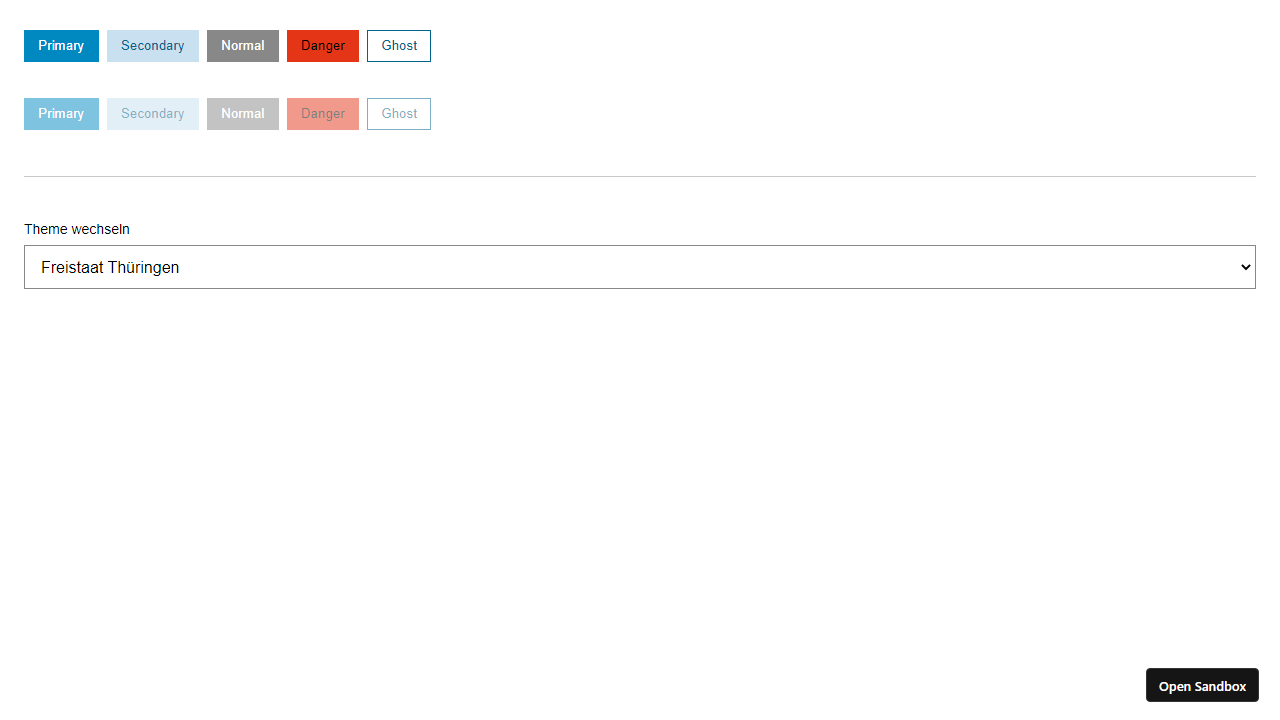 Primary Secondary Normal Danger Ghost
Primary Secondary Normal Danger Ghost
Theme wechseln
Freistaat Thüringen
Open Sandbox